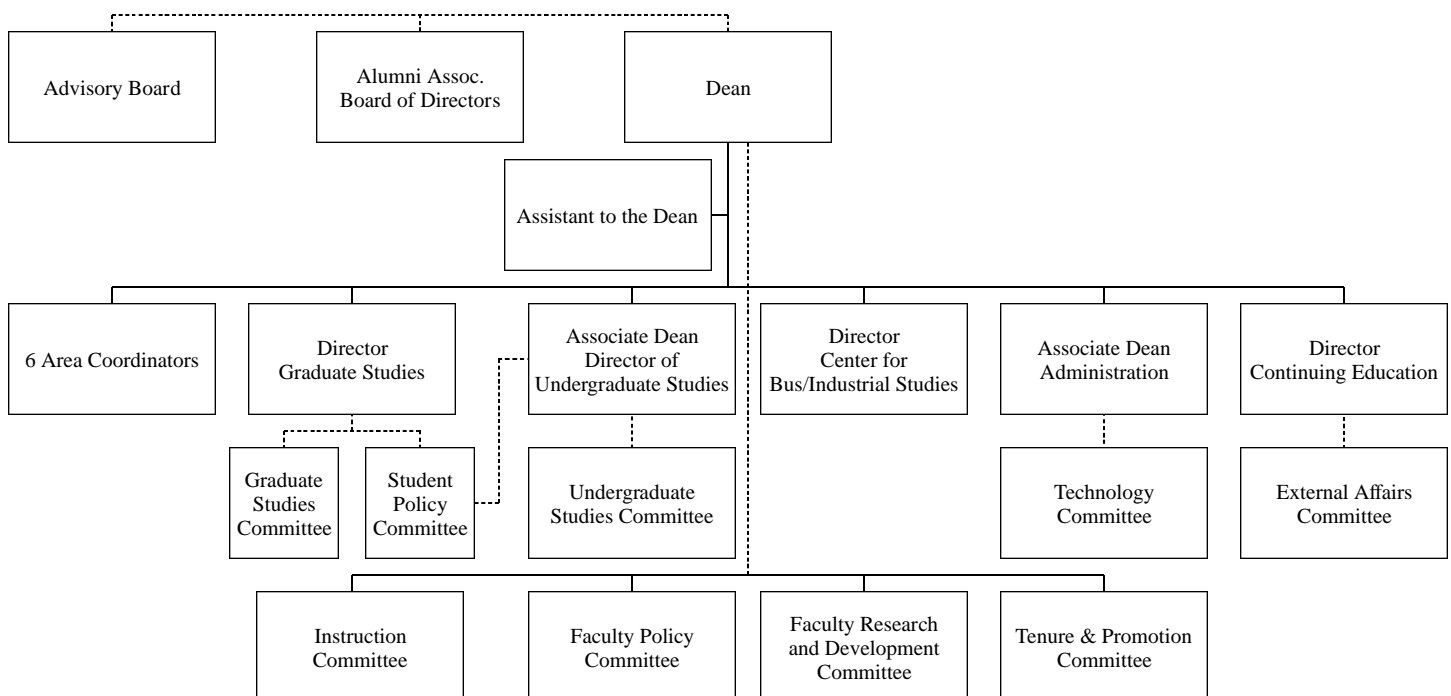 Advisory Board
Alumni Assoc.
Board of Directors
Dean
Assistant to the Dean
6 Area Coordinators
Director
Graduate Studies
Associate Dean
Director of
Undergraduate Studies
Director
Center for
Bus/Industrial Studies
Associate Dean
Administration
Director
Continuing Education
Graduate
Studies
Committee
Student
Policy
Committee
Undergraduate
Studies Committee
Technology
Committee
External Affairs
Committee
Instruction
Committee
Faculty Policy
Committee
Faculty Research
and Development
Committee
Tenure & Promotion
Committee